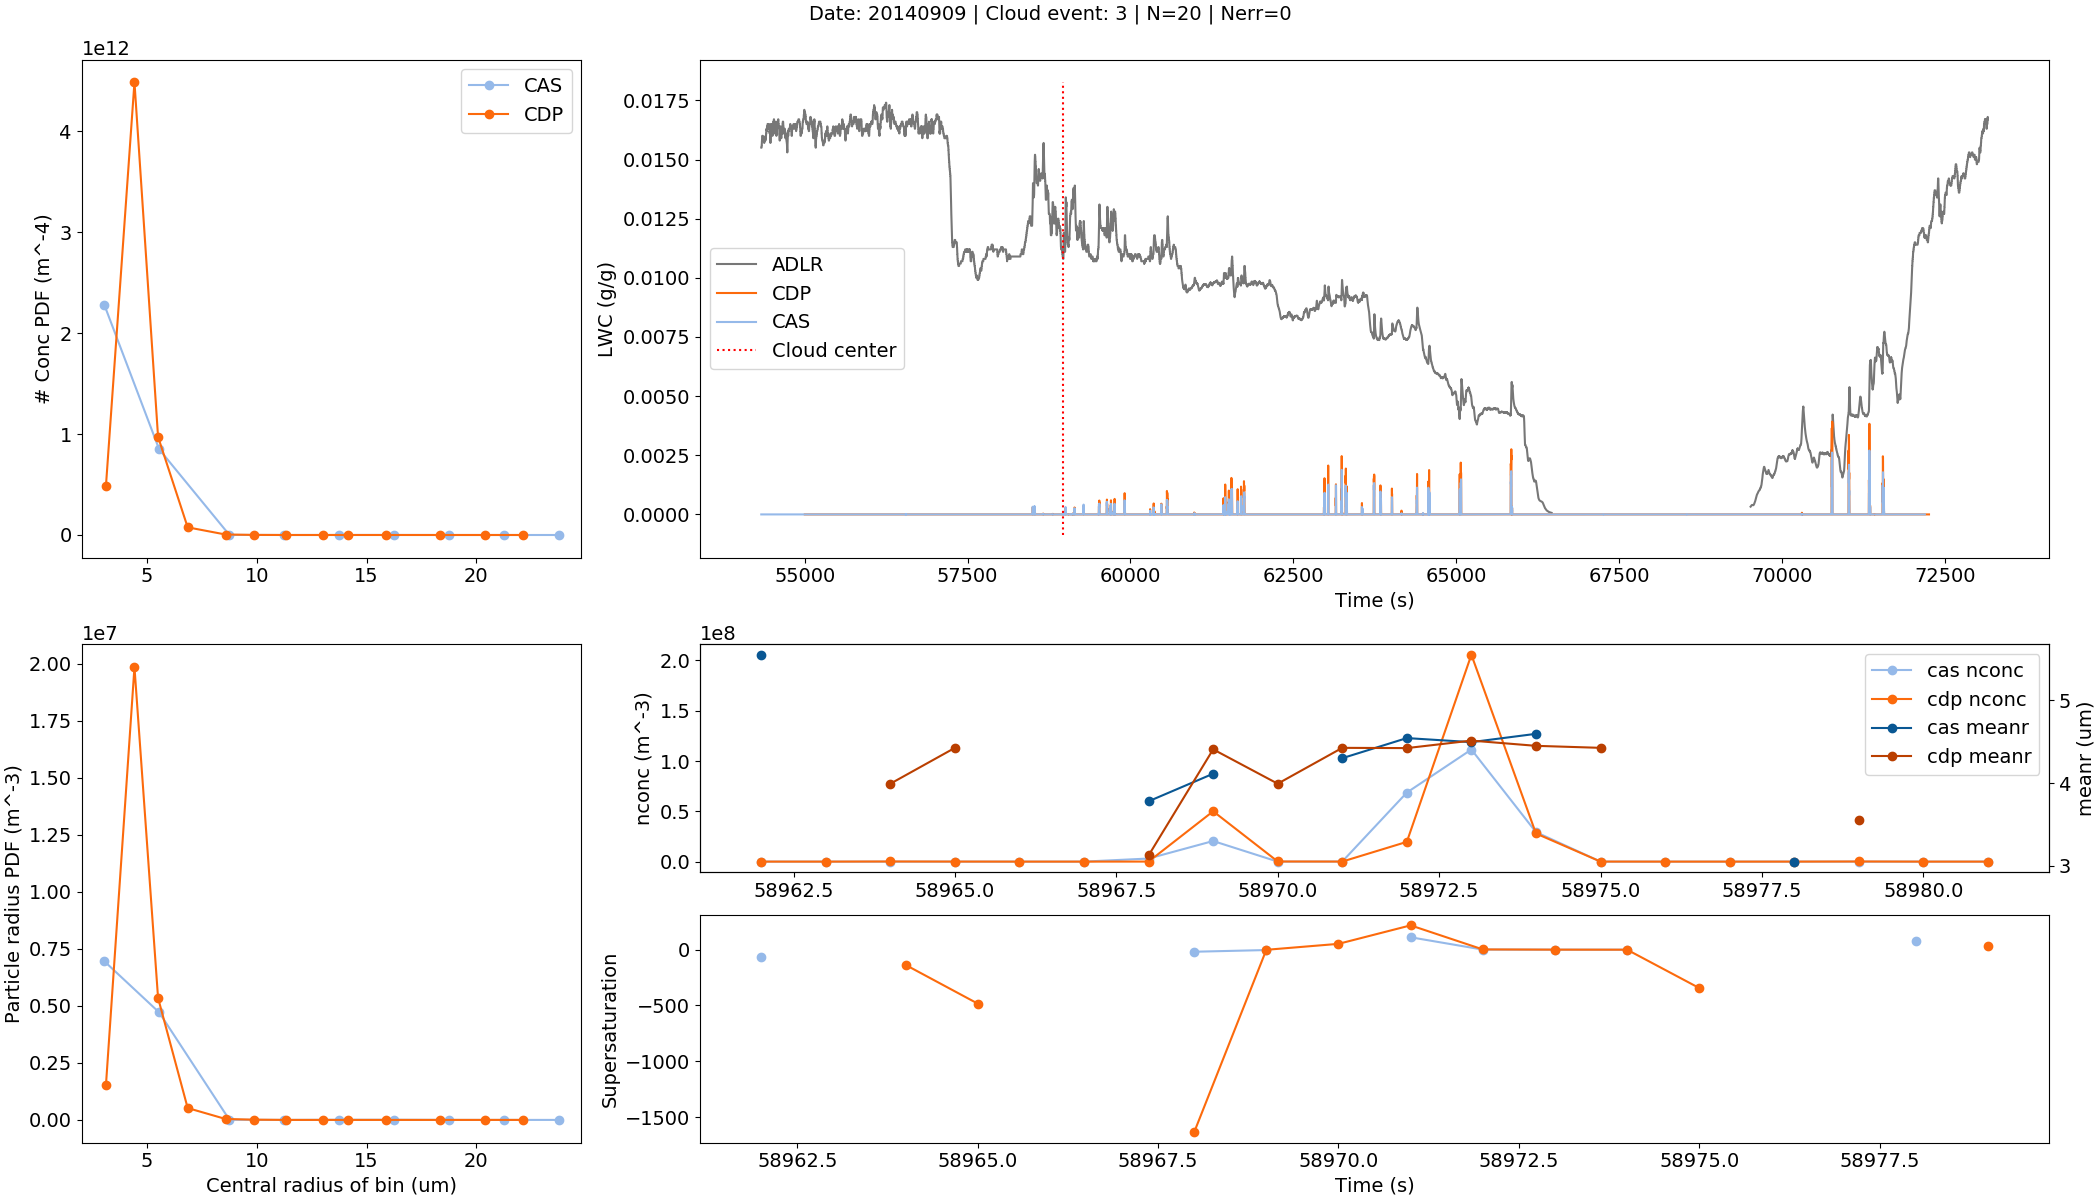 Date: 20140909 | Cloud event: 3 | N=20 | Nerr=0
1e12
# Conc PDF (m^-4)
4
3
2
1
0
5 10 15 20
CAS
CDP
LWC (g/g)
0.0175
0.0150
0.0125
0.0100
0.0075
0.0050
0.0025
0.0000
ADLR
CDP
CAS
Cloud center
55000 57500 60000 62500 65000 67500 70000 72500
Time (s)
1e7
Particle radius PDF (m^-3)
2.00
1.75
1.50
1.25
1.00
0.75
0.50
0.25
0.00
5 10 15 20
Central radius of bin (um)
1e8
nconc (m^-3)
2.0
1.5
1.0
0.5
0.0
cas nconc
cdp nconc
cas meanr
cdp meanr
5
4
3
meanr (um)
58962.5 58965.0 58967.5 58970.0 58972.5 58975.0 58977.5 58980.0
Supersaturation
0
−500
−1000
−1500
58962.5 58965.0 58967.5 58970.0 58972.5 58975.0 58977.5
Time (s)